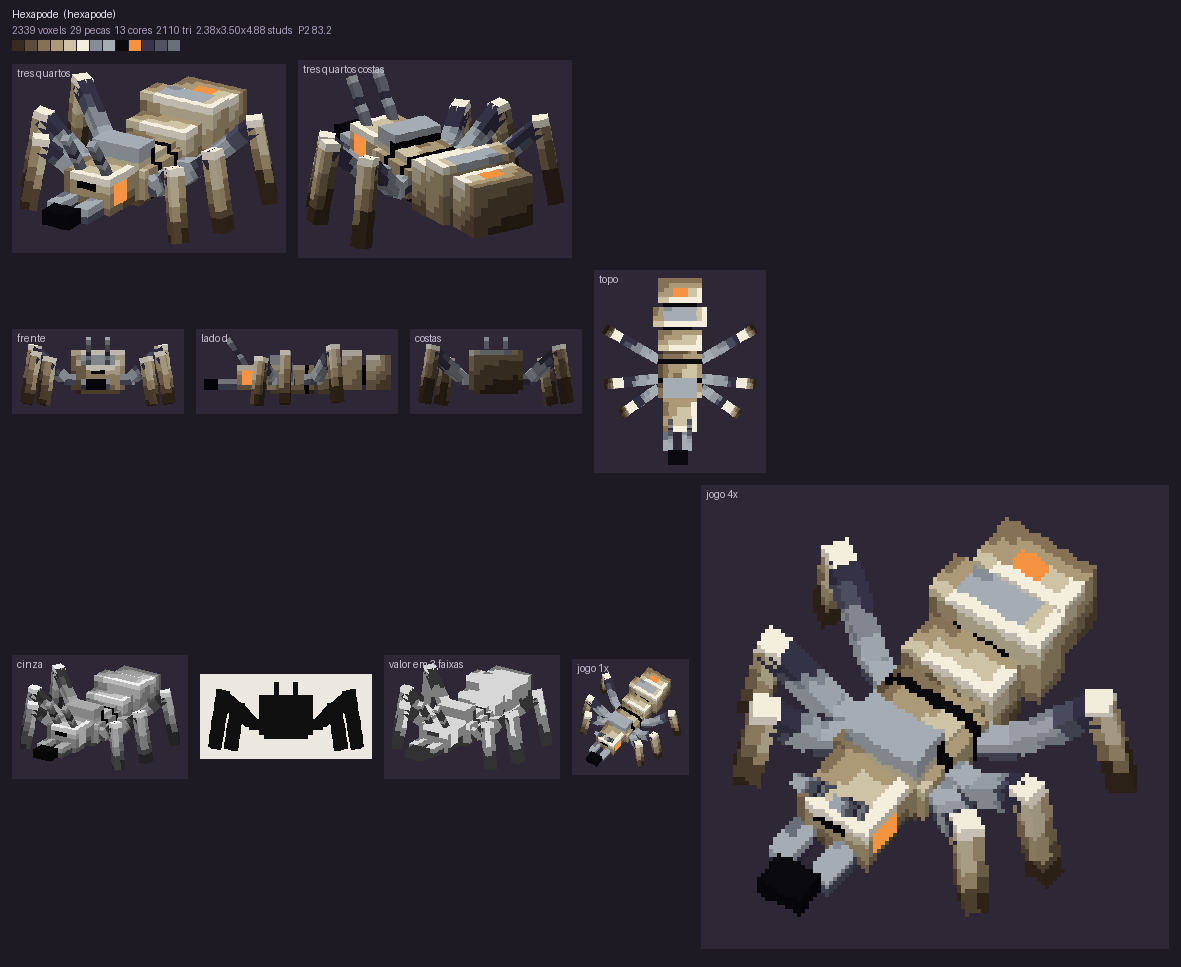 Hexapode (hexapode)
2339 voxels 29 pecas 13 cores 2110 tri 2.38x3.50x4.88 studs P2 83.2
tres quartos
tres quartos costas
topo
frente
lado d
costas
jogo 4x
cinza
valor em 3 faixas
jogo 1x